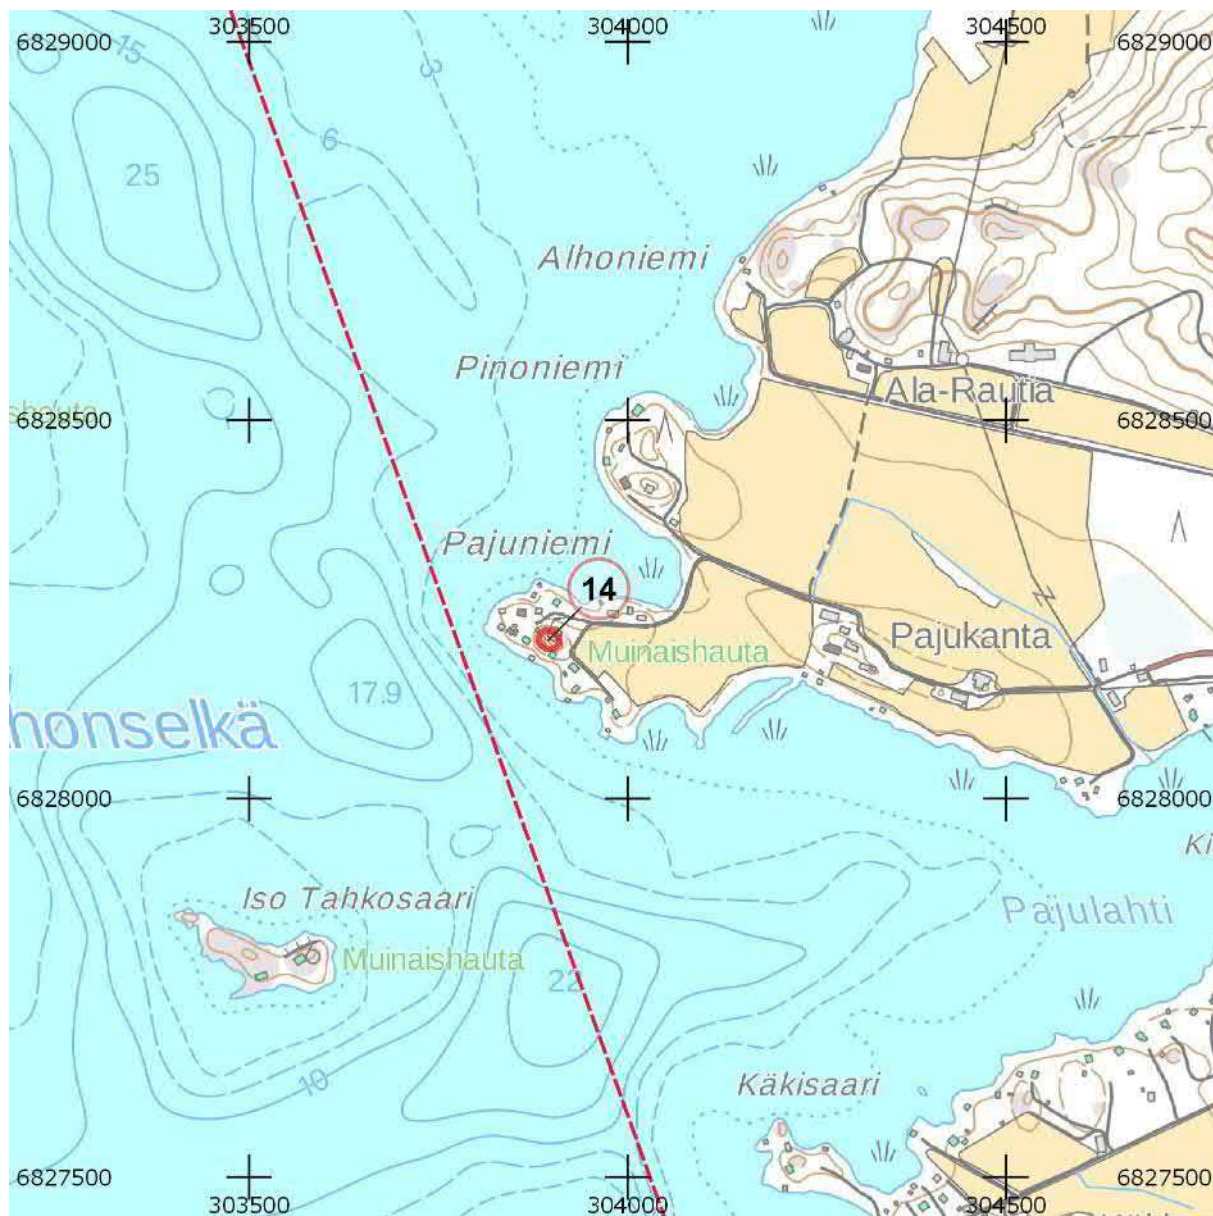 303500 304000 304500
6829000 6829000
15
3
6
25
Alhoniemi
Pinoniemi
Ala-Rautia
6828500 6828500
Pajuniemi
14
Pajukanta
Muinaishauta
17.9
honselkä
6828000 6828000
Ki
Iso Tahkosaari
Pajulahti
Muinaishauta
22
10
Käkisaari
6827500 6827500
303500 304000 304500